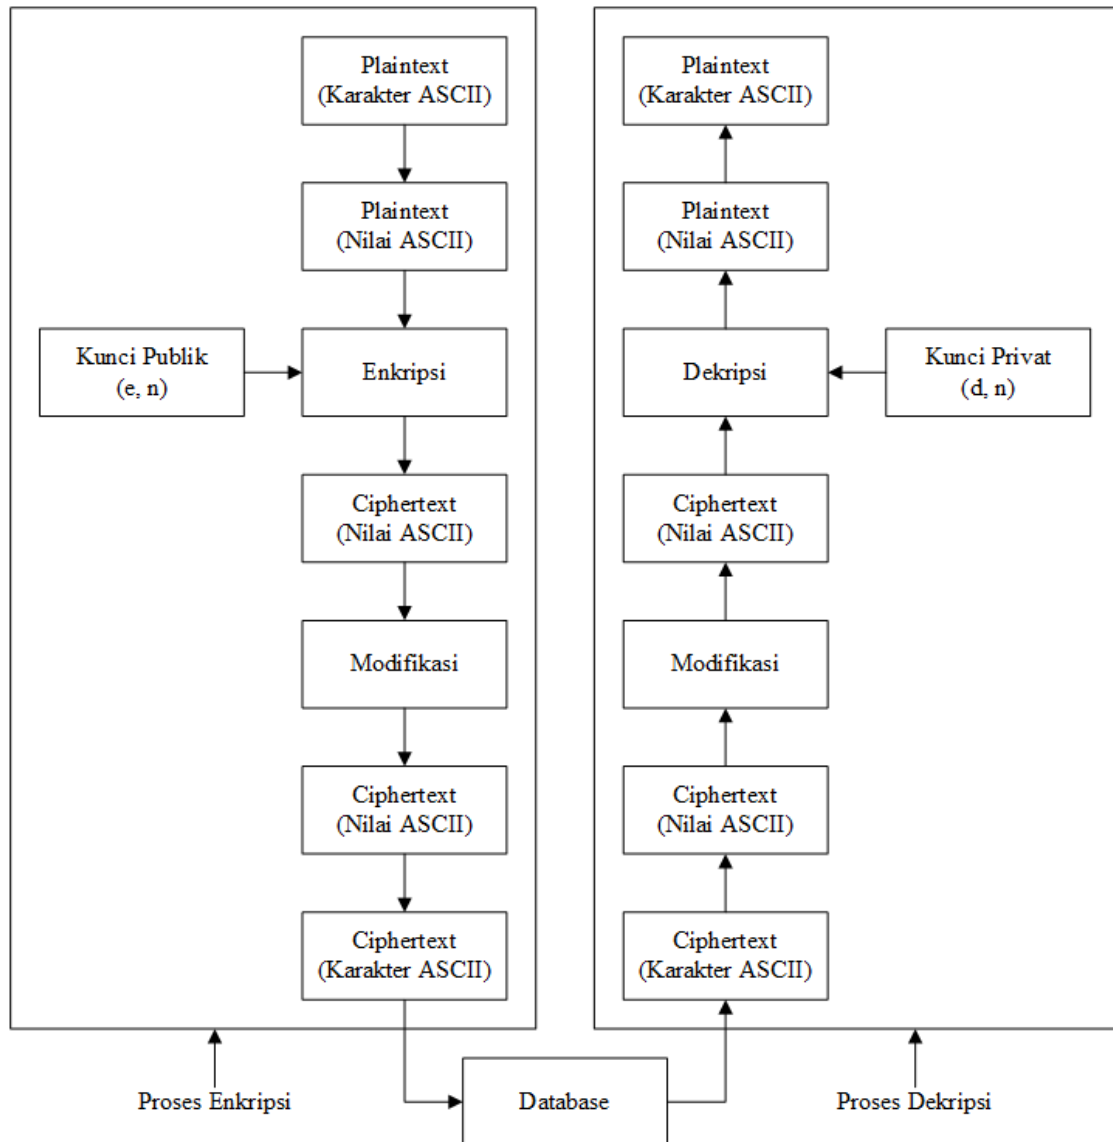 Plaintext
(Karakter ASCII)
Plaintext
(Nilai ASCII)
Kunci Publik
(e, n)
Enkripsi
Ciphertext
(Nilai ASCII)
Modifikasi
Ciphertext
(Nilai ASCII)
Ciphertext
(Karakter ASCII)
Proses Enkripsi
Database
Plaintext
(Karakter ASCII)
Plaintext
(Nilai ASCII)
Dekripsi
Kunci Privat
(d, n)
Ciphertext
(Nilai ASCII)
Modifikasi
Ciphertext
(Nilai ASCII)
Ciphertext
(Karakter ASCII)
Proses Dekripsi